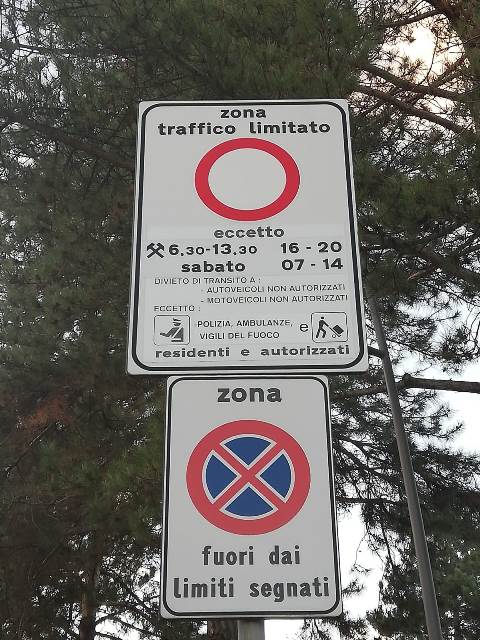 zona
traffico limitato
eccetto
6.30-13.30 16-20
sabato 07-14
DIVIETO DI TRANSITO A :
- AUTOVEICOLI NON AUTORIZZATI
- MOTOVEICOLI NON AUTORIZZATI
ECCETTO :
POLIZIA, AMBULANZE, e
VIGILI DEL FUOCO
residenti e autorizzati
zona
fuori dai
limiti segnati